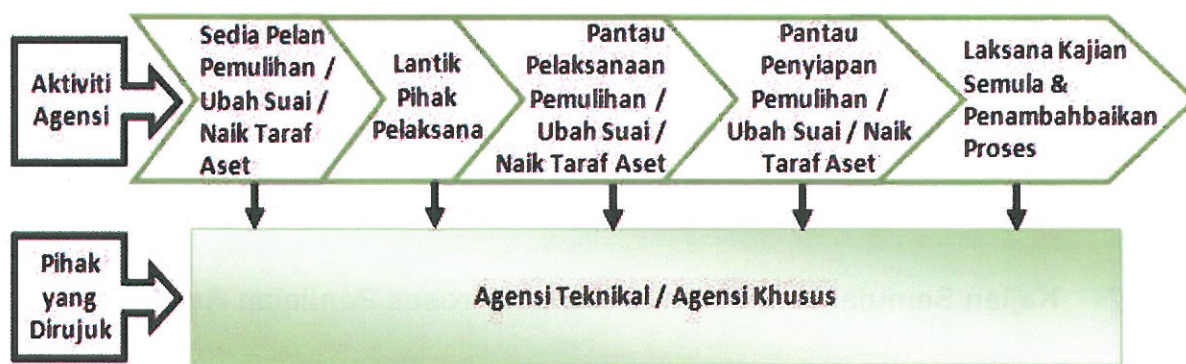 Aktiviti
Agensi
Sedia Pelan
Pemulihan /
Ubah Suai /
Naik Taraf
Aset
Lantik
Pihak
Pelaksana
Pantau
Pelaksanaan
Pemulihan /
Ubah Suai /
Naik Taraf Aset
Pantau
Penyiapan
Pemulihan /
Ubah Suai / Naik
Taraf Aset
Laksana Kajian
Semula &
Penambahbaikan
Proses
Pihak
yang
Dirujuk
Agensi Teknikal / Agensi Khusus